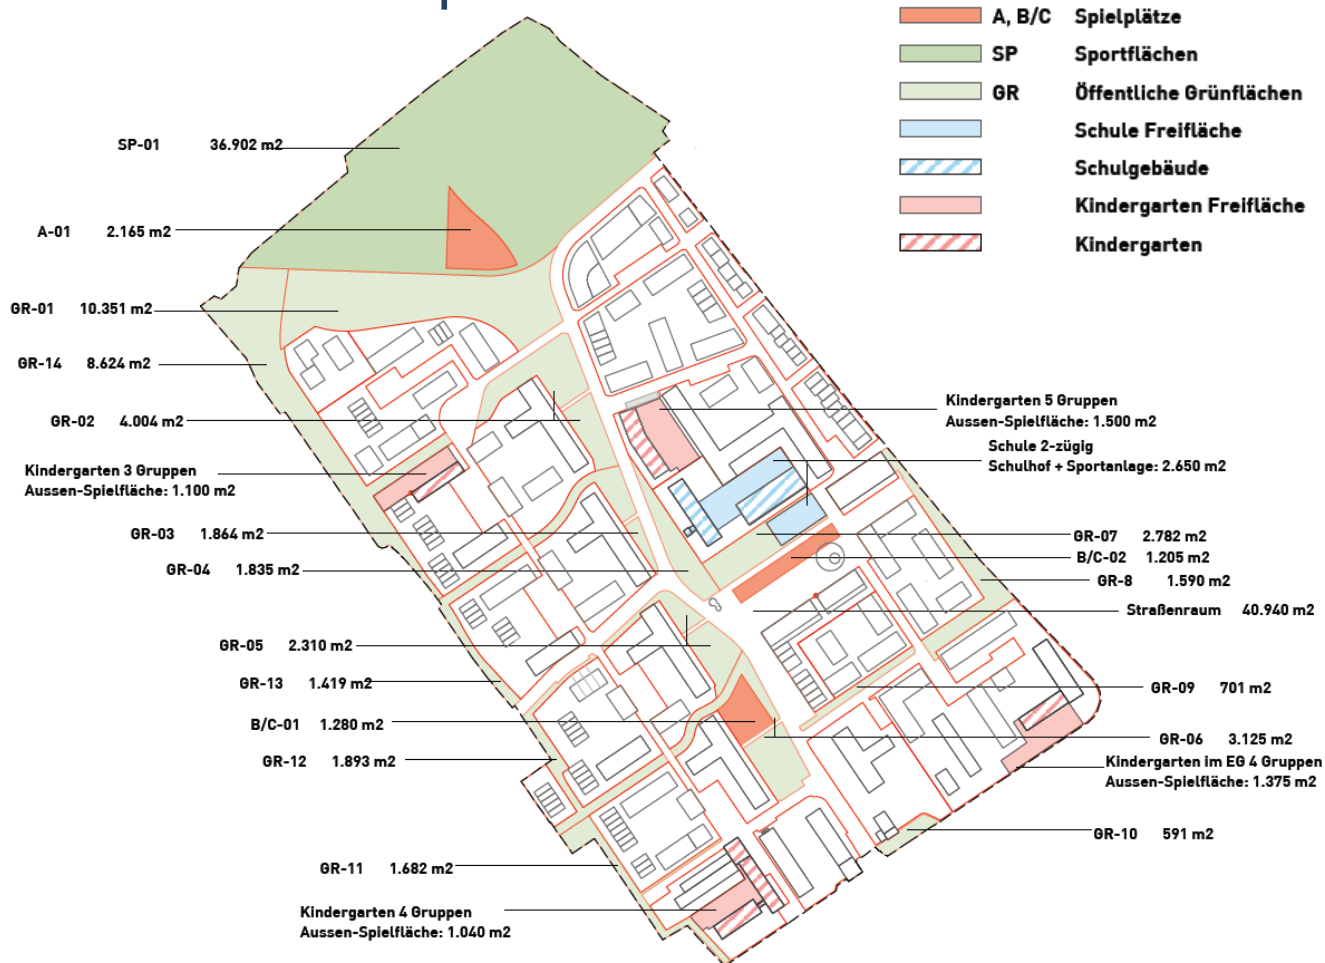 A, B/C Spielplätze
SP Sportflächen
GR Öffentliche Grünflächen
Schule Freifläche
Schulgebäude
Kindergarten Freifläche
Kindergarten
SP-01 36.902 m2
A-01 2.165 m2
GR-01 10.351 m2
GR-14 8.624 m2
GR-02 4.004 m2
Kindergarten 3 Gruppen
Aussen-Spielfläche: 1.100 m2
GR-03 1.864 m2
GR-04 1.835 m2
GR-05 2.310 m2
GR-13 1.419 m2
B/C-01 1.280 m2
GR-12 1.893 m2
GR-11 1.682 m2
Kindergarten 4 Gruppen
Aussen-Spielfläche: 1.040 m2
Kindergarten 5 Gruppen
Aussen-Spielfläche: 1.500 m2
Schule 2-zügig
Schulhof + Sportanlage: 2.650 m2
GR-07 2.782 m2
B/C-02 1.205 m2
GR-8 1.590 m2
Straßenraum 40.940 m2
GR-09 701 m2
GR-06 3.125 m2
Kindergarten im EG 4 Gruppen
Aussen-Spielfläche: 1.375 m2
GR-10 591 m2